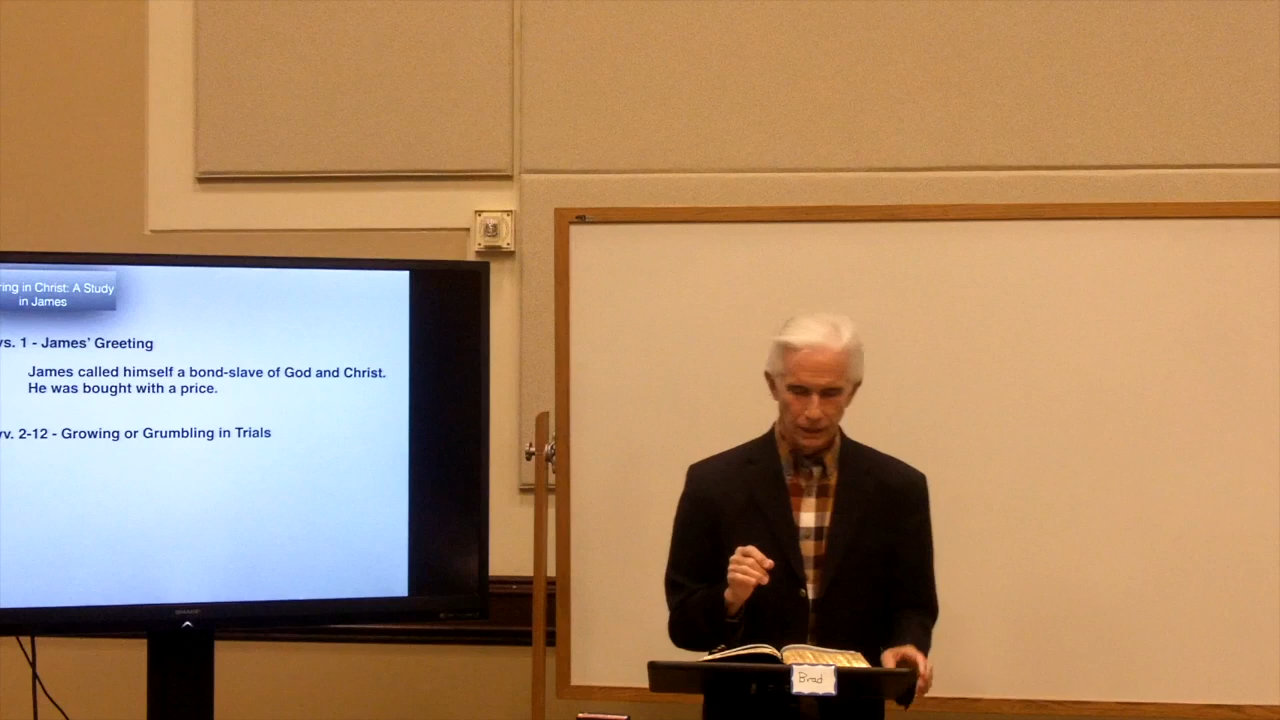 ring in Christ: A Study
in James
vs. 1 - James' Greeting
James called himself a bond-slave of God and Christ.
He was bought with a price.
vv. 2-12 - Growing or Grumbling in Trials
Brad